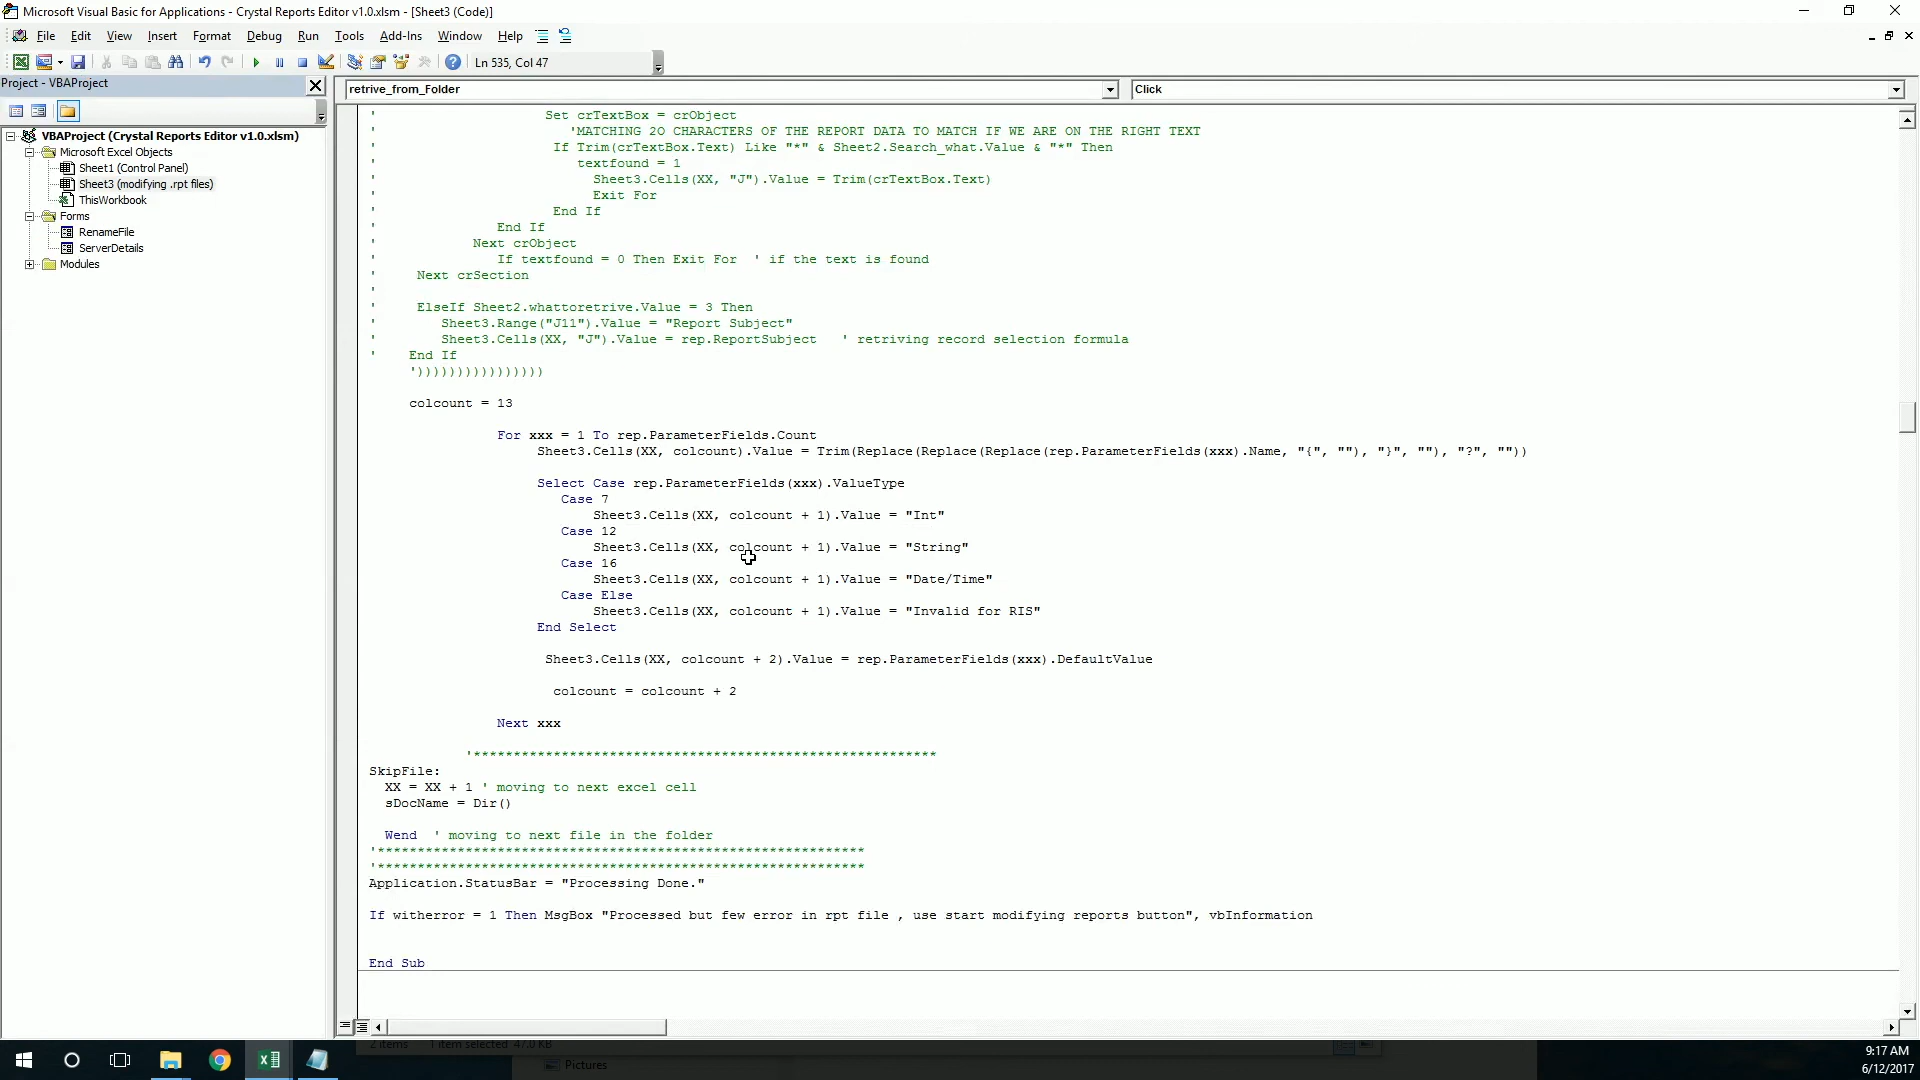 Microsoft Visual Basic for Applications - Crystal Reports Editor v1.0.xlsm - [Sheet3 (Code)]
File Edit View Insert Format Debug Run Tools Add-Ins Window Help
Ln 535, Col 47
Project - VBAProject
retrive_from_Folder
Click
VBAProject (Crystal Reports Editor v1.0.xlsm)
Microsoft Excel Objects
Sheet1 (Control Panel)
Sheet3 (modifying .rpt files)
ThisWorkbook
Forms
RenameFile
ServerDetails
Modules
' Set crTextBox = crObject
' 'MATCHING 2O CHARACTERS OF THE REPORT DATA TO MATCH IF WE ARE ON THE RIGHT TEXT
' If Trim(crTextBox.Text) Like "*" & Sheet2.Search_what.Value & "*" Then
' textfound = 1
' Sheet3.Cells(XX, "J").Value = Trim(crTextBox.Text)
' Exit For
' End If
' End If
' Next crObject
' If textfound = 0 Then Exit For ' if the text is found
' Next crSection
'
' ElseIf Sheet2.whattoretrive.Value = 3 Then
' Sheet3.Range("J11").Value = "Report Subject"
' Sheet3.Cells(XX, "J").Value = rep.ReportSubject ' retriving record selection formula
' End If
'))))))))))))))))
colcount = 13
For xxx = 1 To rep.ParameterFields.Count
Sheet3.Cells(XX, colcount).Value = Trim(Replace(Replace(Replace(rep.ParameterFields(xxx).Name, "{", ""), "}", ""), "?", ""))
Select Case rep.ParameterFields(xxx).ValueType
Case 7
Sheet3.Cells(XX, colcount + 1).Value = "Int"
Case 12
Sheet3.Cells(XX, colcount + 1).Value = "String"
Case 16
Sheet3.Cells(XX, colcount + 1).Value = "Date/Time"
Case Else
Sheet3.Cells(XX, colcount + 1).Value = "Invalid for RIS"
End Select
Sheet3.Cells(XX, colcount + 2).Value = rep.ParameterFields(xxx).DefaultValue
colcount = colcount + 2
Next xxx
'**********************************************************
SkipFile:
XX = XX + 1 ' moving to next excel cell
sDocName = Dir()
Wend ' moving to next file in the folder
'*************************************************************
'*************************************************************
Application.StatusBar = "Processing Done."
If witherror = 1 Then MsgBox "Processed but few error in rpt file , use start modifying reports button", vbInformation
End Sub
2 items 1 item selected 47.0 KB
Pictures
9:17 AM
6/12/2017